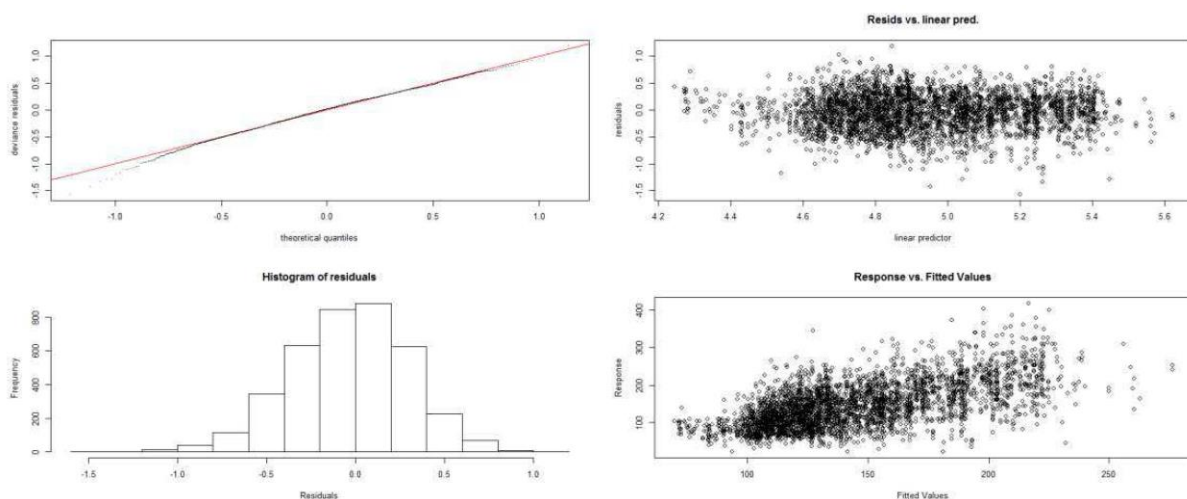 deviance residuals
-1.5 -1.0 -0.5 0.0 0.5 1.0
-1.0 -0.5 0.0 0.5 1.0
theoretical quantiles
Resids vs. linear pred.
residuals
-1.5 -1.0 -0.5 0.0 0.5 1.0
4.2 4.4 4.6 4.8 5.0 5.2 5.4 5.6
linear predictor
Histogram of residuals
Frequency
0 200 400 600 800
-1.5 -1.0 -0.5 0.0 0.5 1.0
Residuals
Response vs. Fitted Values
Response
100 200 300 400
100 150 200 250
Fitted Values